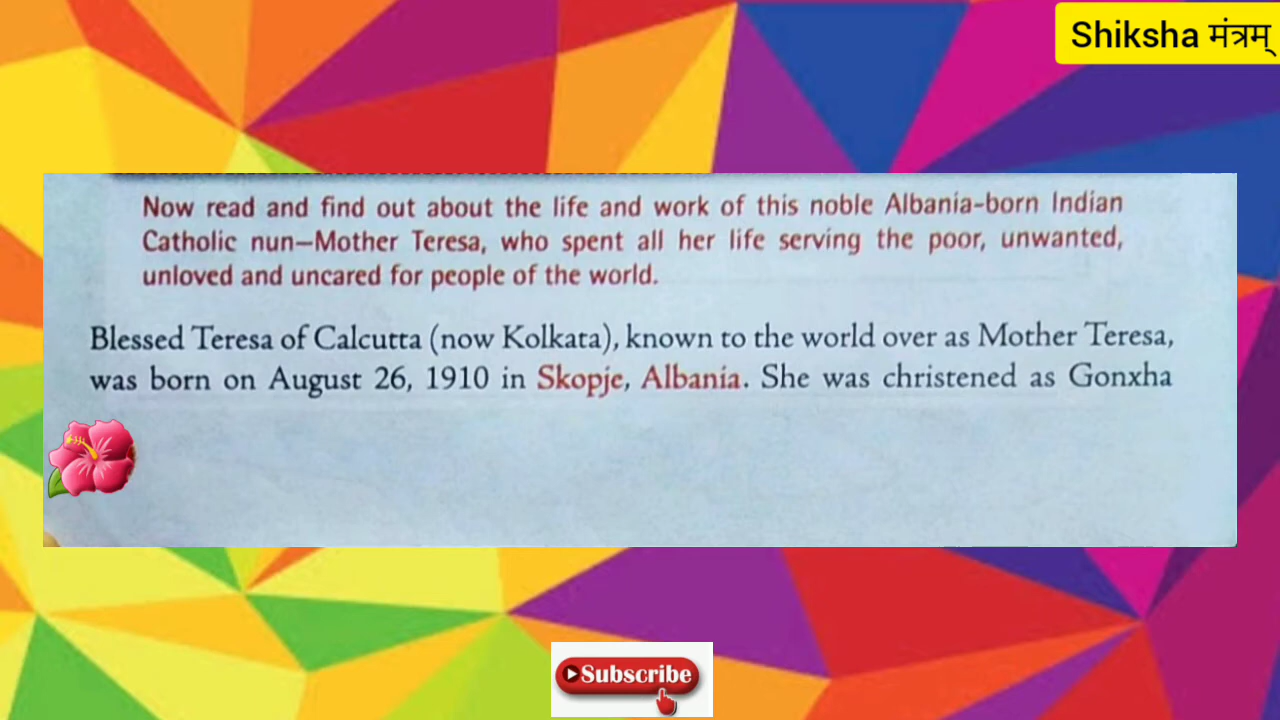 Shiksha मंत्रम्
Now read and find out about the life and work of this noble Albania-born Indian
Catholic nun—Mother Teresa, who spent all her life serving the poor, unwanted,
unloved and uncared for people of the world.
Blessed Teresa of Calcutta (now Kolkata), known to the world over as Mother Teresa,
was born on August 26, 1910 in Skopje, Albania. She was christened as Gonxha
Subscribe